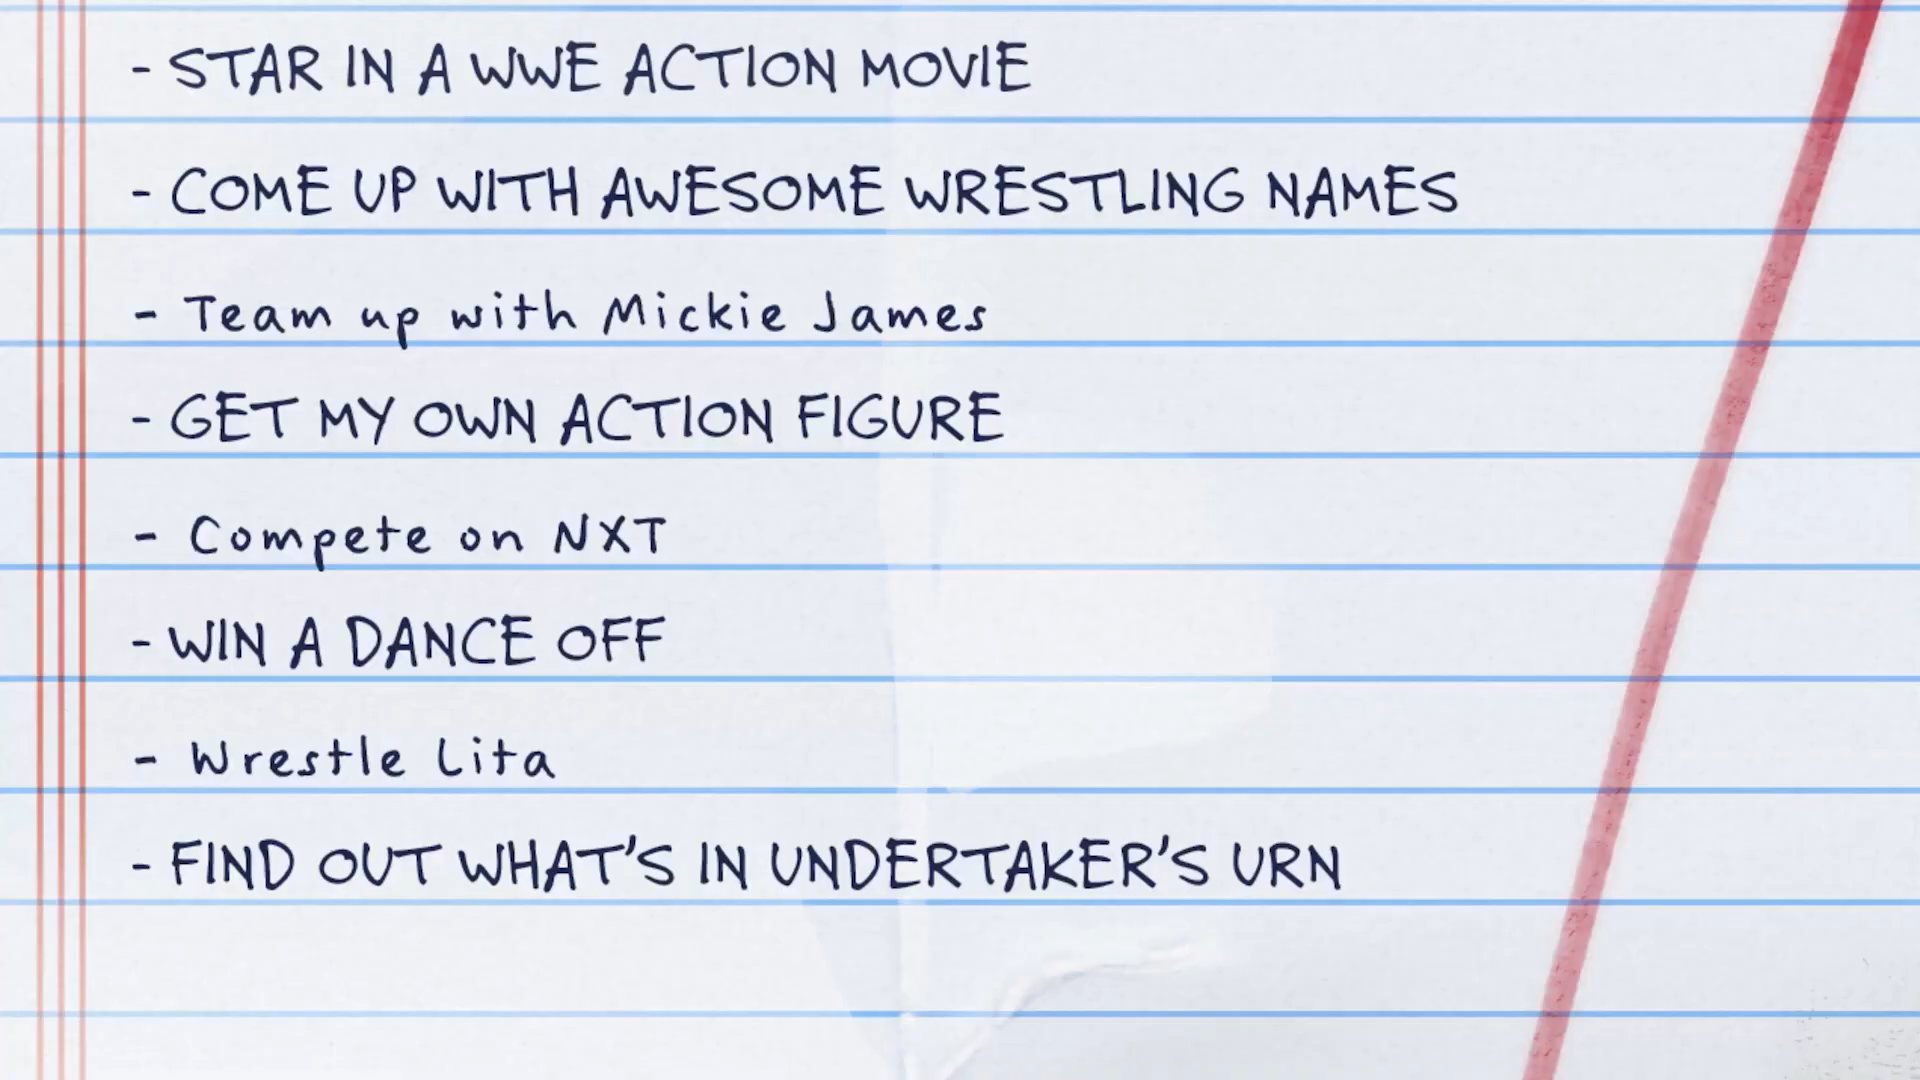 - STAR IN A WWE ACTION MOVIE
- COME UP WITH AWESOME WRESTLING NAMES
- Team up with Mickie James
- GET MY OWN ACTION FIGURE
- Compete on NXT
- WIN A DANCE OFF
- Wrestle Lita
- FIND OUT WHAT'S IN UNDERTAKER'S URN